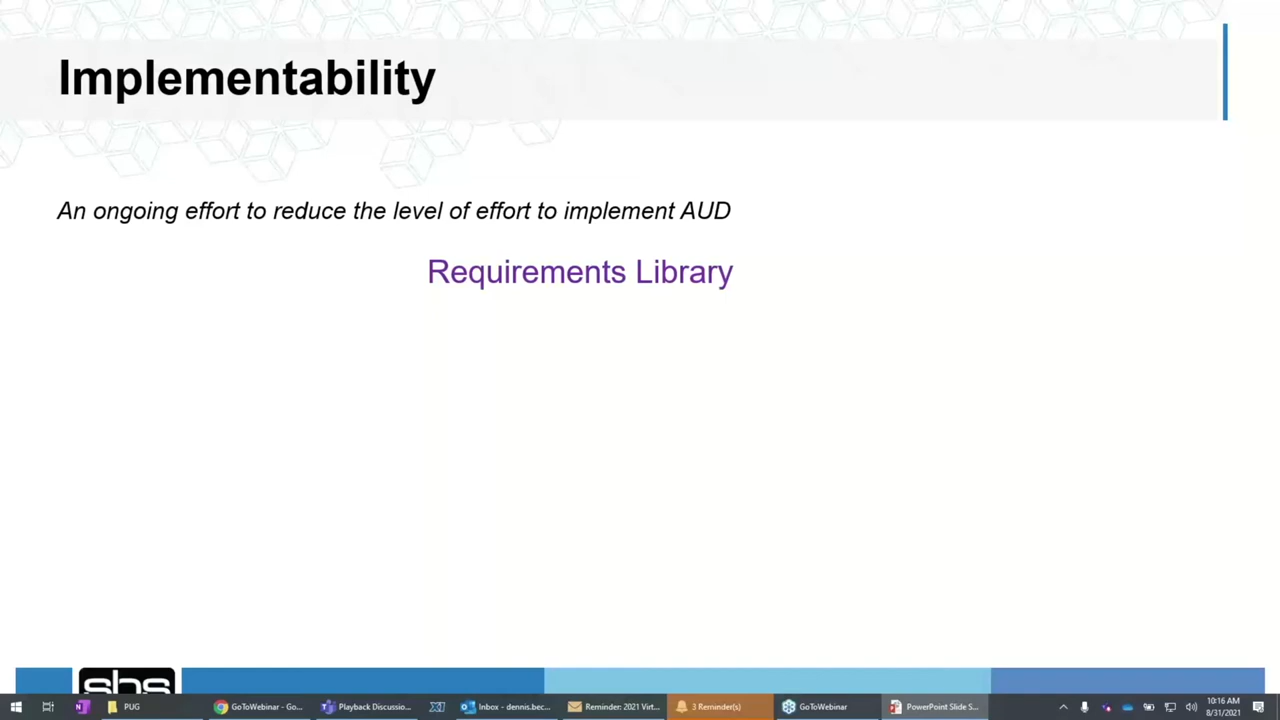 Implementability
An ongoing effort to reduce the level of effort to implement AUD
Requirements Library
sbs
PUG
GoToWebinar - Go...
Playback Discussio...
Inbox - dennis.bec...
Reminder: 2021 Virt...
3 Reminder(s)
GoToWebinar
PowerPoint Slide S...
10:16 AM
8/31/2021